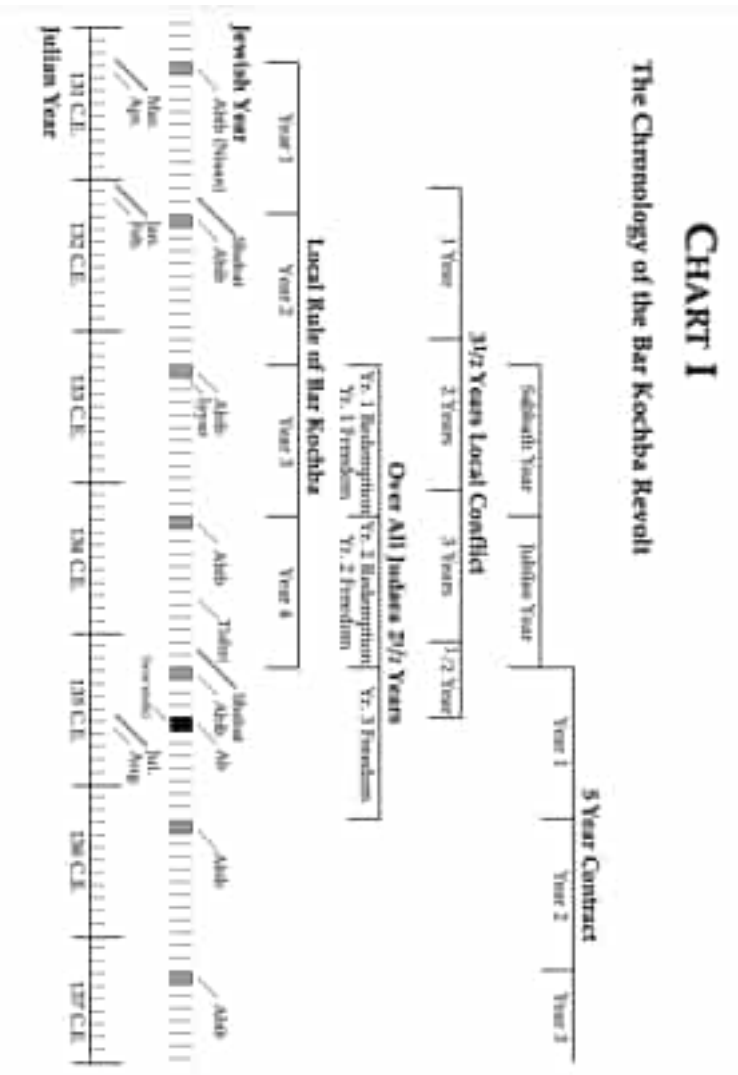 CHART I
The Chronology of the Bar Kochba Revolt
5 Year Contract
Year 1 Year 2 Year 3
Sabbath Year Jubilee Year
3½ Years Local Conflict
1 Year 2 Years 3 Years 1/2 Year
Over All Judaea 2½ Years
Yr. 1 Redemption Yr. 2 Redemption Yr. 3 Freedom
Yr. 1 Freedom Yr. 2 Freedom
Local Rule of Bar Kochba
Year 1 Year 2 Year 3 Year 4
Jewish Year
Abib (Nisan) Shebat Abib Abib Iyyar Abib Tishri Shebat Abib Ab Abib Abib
Mar. Apr. Jan. Feb. Jul. Aug.
131 C.E. 132 C.E. 133 C.E. 134 C.E. 135 C.E. 136 C.E. 137 C.E.
Julian Year